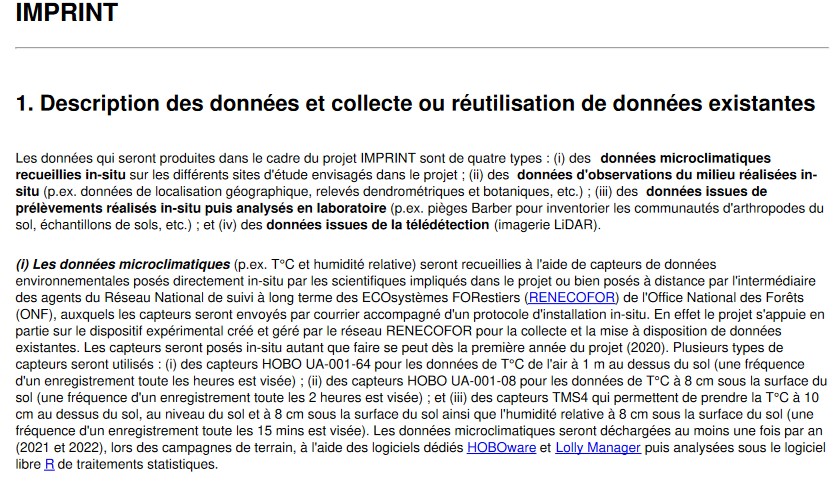 IMPRINT
1. Description des données et collecte ou réutilisation de données existantes
Les données qui seront produites dans le cadre du projet IMPRINT sont de quatre types : (i) des données microclimatiques
recueillies in-situ sur les différents sites d'étude envisagés dans le projet ; (ii) des données d'observations du milieu réalisées in-
situ (p.ex. données de localisation géographique, relevés dendrométriques et botaniques, etc.) ; (iii) des données issues de
prélèvements réalisés in-situ puis analysés en laboratoire (p.ex. pièges Barber pour inventorier les communautés d'arthropodes du
sol, échantillons de sols, etc.) ; et (iv) des données issues de la télédétection (imagerie LiDAR).
(i) Les données microclimatiques (p.ex. T°C et humidité relative) seront recueillies à l'aide de capteurs de données
environnementales posés directement in-situ par les scientifiques impliqués dans le projet ou bien posés à distance par l'intermédiaire
des agents du Réseau National de suivi à long terme des ECOsystèmes FORestiers (RENECOFOR) de l'Office National des Forêts
(ONF), auxquels les capteurs seront envoyés par courrier accompagné d'un protocole d'installation in-situ. En effet le projet s'appuie en
partie sur le dispositif expérimental créé et géré par le réseau RENECOFOR pour la collecte et la mise à disposition de données
existantes. Les capteurs seront posés in-situ autant que faire se peut dès la première année du projet (2020). Plusieurs types de
capteurs seront utilisés : (i) des capteurs HOBO UA-001-64 pour les données de T°C de l'air à 1 m au dessus du sol (une fréquence
d'un enregistrement toute les heures est visée) ; (ii) des capteurs HOBO UA-001-08 pour les données de T°C à 8 cm sous la surface du
sol (une fréquence d'un enregistrement toute les 2 heures est visée) ; et (iii) des capteurs TMS4 qui permettent de prendre la T°C à 10
cm au dessus du sol, au niveau du sol et à 8 cm sous la surface du sol ainsi que l'humidité relative à 8 cm sous la surface du sol (une
fréquence d'un enregistrement toute les 15 mins est visée). Les données microclimatiques seront déchargées au moins une fois par an
(2021 et 2022), lors des campagnes de terrain, à l'aide des logiciels dédiés HOBOware et Lolly Manager puis analysées sous le logiciel
libre R de traitements statistiques.